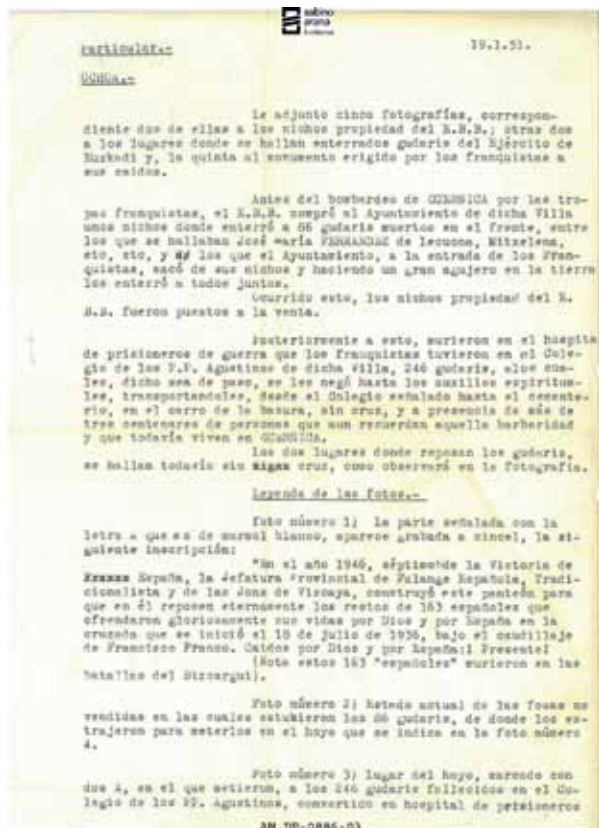 sabino
arana
Particular.-
19.1.51.
OCHOA.-
Le adjunto cinco fotografías, correspon-
diente dos de ellas a los nichos propiedad del E.B.B.; otras dos
a los lugares donde se hallan enterrados gudaris del Ejército de
Euzkadi y, la quinta al monumento erigido por los franquistas a
sus caidos.
Antes del bombardeo de GUERNICA por las tro-
pas franquistas, el E.B.B. compró al Ayuntamiento de dicha Villa
unos nichos donde enterró a 86 gudaris muertos en el frente, entre
los que se hallaban José María FERNANDEZ de Lecuona, Mitxelena,
etc, etc, y los que el Ayuntamiento, a la entrada de los Fran-
quistas, sacó de sus nichos y haciendo un gran agujero en la tierra
los enterró a todos juntos.
Ocurrido esto, los nichos propiedad del E.
B.B. fueron puestos a la venta.
Posteriormente a esto, murieron en el hospita
de prisioneros de guerra que los franquistas tuvieron en el Cole-
gio de los P.P. Agustinos de dicha Villa, 246 gudaris, alos cua-
les, dicho sea de paso, se les negó hasta los auxilios espiritua-
les, transportandoles, desde el Colegio señalado hasta el cemente-
rio, en el carro de la basura, sin cruz, y a presencia de más de
tres centenares de personas que aun recuerdan aquella barbaridad
y que todavía viven en GUERNICA.
Los dos lugares donde reposan los gudaris,
se hallan todavía sin cruz, como observará en la fotografía.
Leyenda de las fotos.-
Foto número 1) La parte señalada con la
letra A que es de marmol blanco, aparece grabada a cincel, la si-
guiente inscripción:
"En el año 1946, séptimo de la Victoria de
España, la Jefatura Provincial de Falange Española, Tradi-
cionalista y de las Jons de Vizcaya, construyó este panteón para
que en él reposen eternamente los restos de 163 españoles que
ofrendaron gloriosamente sus vidas por Dios y por España en la
cruzada que se inició el 18 de julio de 1936, bajo el caudillaje
de Francisco Franco. Caidos por Dios y por España:¡ Presente!
(Nota estos 163 "españoles" murieron en las
batallas del Bizcargui).
Foto número 2) Estado actual de las fosas no
vendidas en las cuales estubieron los 86 gudaris, de donde los ex-
trajeron para meterlos en el hoyo que se indica en la foto número
4.
Foto número 3) lugar del hoyo, marcado con
dos A, en el que metieron, a los 246 gudaris fallecidos en el Co-
legio de los PP. Agustinos, convertido en hospital de prisioneros
AN_DP-0886-03